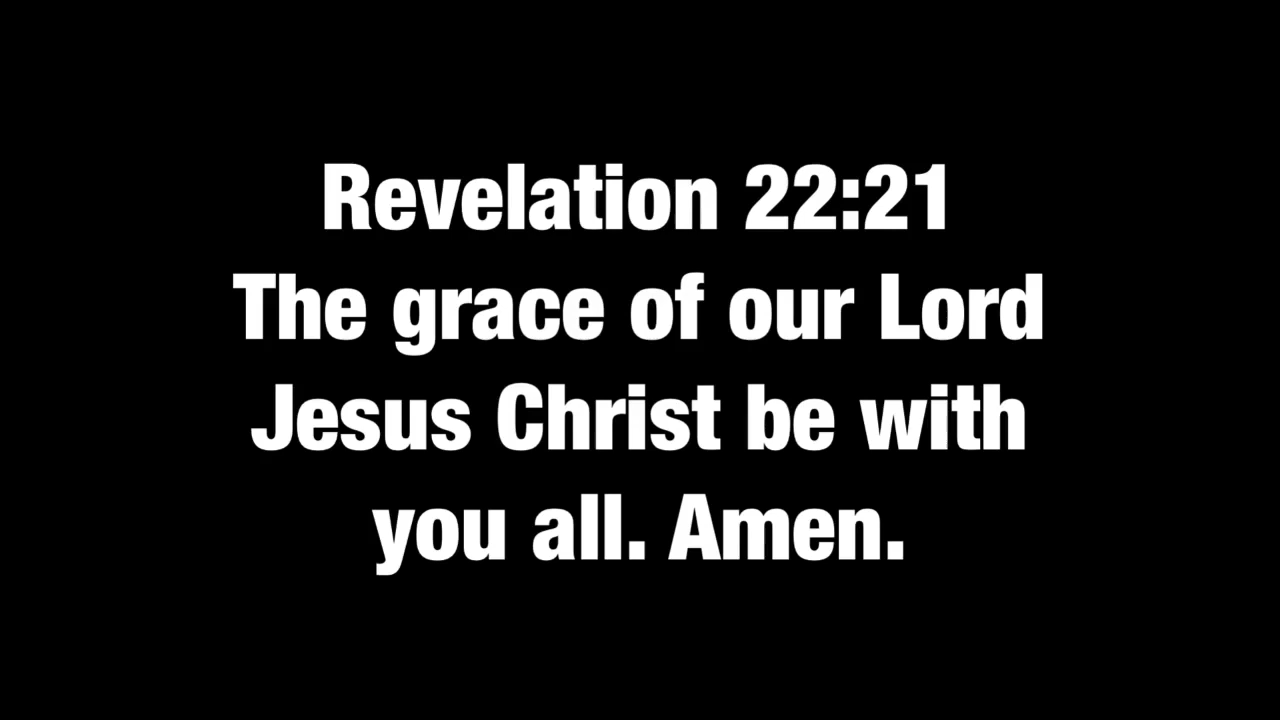 Revelation 22:21
The grace of our Lord
Jesus Christ be with
you all. Amen.